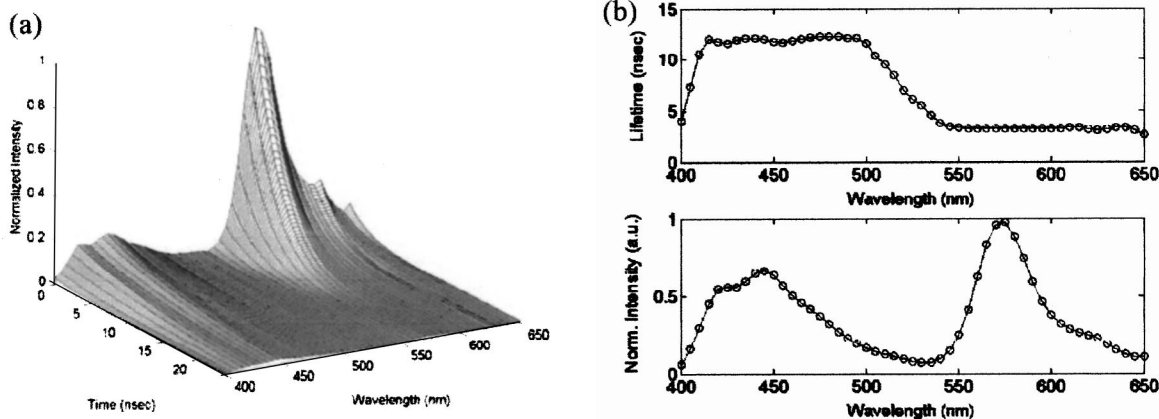 (a)
1
0.8
0.6
0.4
0.2
0
Normalized Intensity
0
5
10
15
20
Time (nsec)
400
450
500
550
600
650
Wavelength (nm)
(b)
15
10
5
0
Lifetime (nsec)
400 450 500 550 600 650
Wavelength (nm)
1
0.5
0
Norm. Intensity (a.u.)
400 450 500 550 600 650
Wavelength (nm)